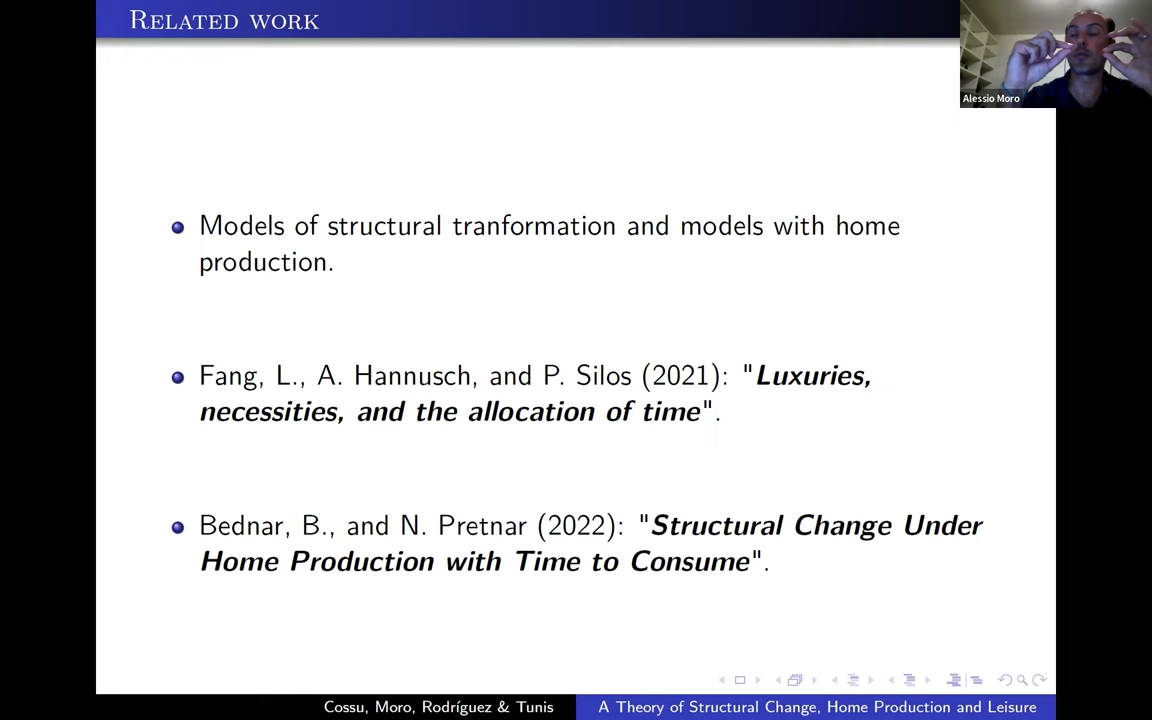 Related work
Alessio Moro
Models of structural tranformation and models with home
production.
Fang, L., A. Hannusch, and P. Silos (2021): "Luxuries,
necessities, and the allocation of time".
Bednar, B., and N. Pretnar (2022): "Structural Change Under
Home Production with Time to Consume".
Cossu, Moro, Rodríguez & Tunis
A Theory of Structural Change, Home Production and Leisure